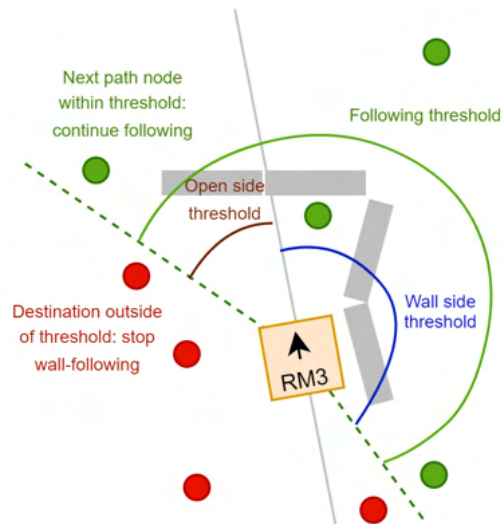 Next path node
within threshold:
continue following
Following threshold
Open side
threshold
Wall side
threshold
Destination outside
of threshold: stop
wall-following
RM3